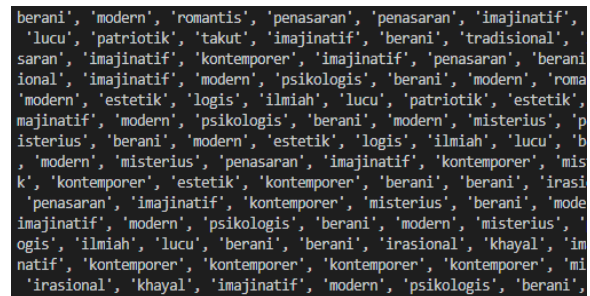 berani', 'modern', 'romantis', 'penasaran', 'penasaran', 'imajinatif',
'lucu', 'patriotik', 'takut', 'imajinatif', 'berani', 'tradisional', '
saran', 'imajinatif', 'kontemporer', 'imajinatif', 'penasaran', 'berani
ional', 'imajinatif', 'modern', 'psikologis', 'berani', 'modern', 'roma
'modern', 'estetik', 'logis', 'ilmiah', 'lucu', 'patriotik', 'estetik',
majinatif', 'modern', 'psikologis', 'berani', 'modern', 'misterius', 'p
isterius', 'berani', 'modern', 'estetik', 'logis', 'ilmiah', 'lucu', 'b
, 'modern', 'misterius', 'penasaran', 'imajinatif', 'kontemporer', 'mis
k', 'kontemporer', 'estetik', 'kontemporer', 'berani', 'berani', 'irasi
'penasaran', 'imajinatif', 'kontemporer', 'misterius', 'berani', 'mode
imajinatif', 'modern', 'psikologis', 'berani', 'modern', 'misterius', '
ogis', 'ilmiah', 'lucu', 'berani', 'berani', 'irasional', 'khayal', 'im
natif', 'kontemporer', 'kontemporer', 'kontemporer', 'kontemporer', 'mi
'irasional', 'khayal', 'imajinatif', 'modern', 'psikologis', 'berani',